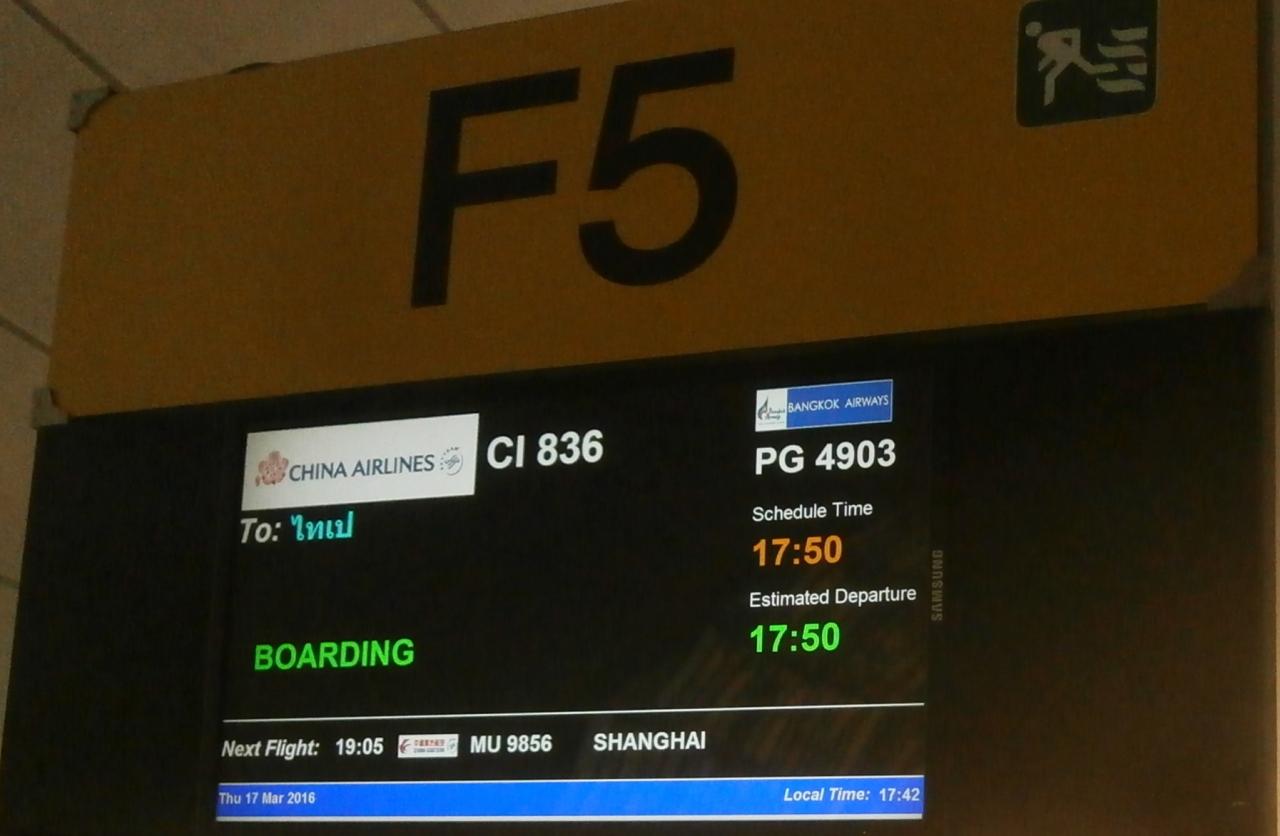 F5
CHINA AIRLINES CI 836
BANGKOK AIRWAYS
PG 4903
To: ไทเป
Schedule Time
17:50
Estimated Departure
17:50
BOARDING
SAMSUNG
Next Flight: 19:05 MU 9856 SHANGHAI
Thu 17 Mar 2016 Local Time: 17:42